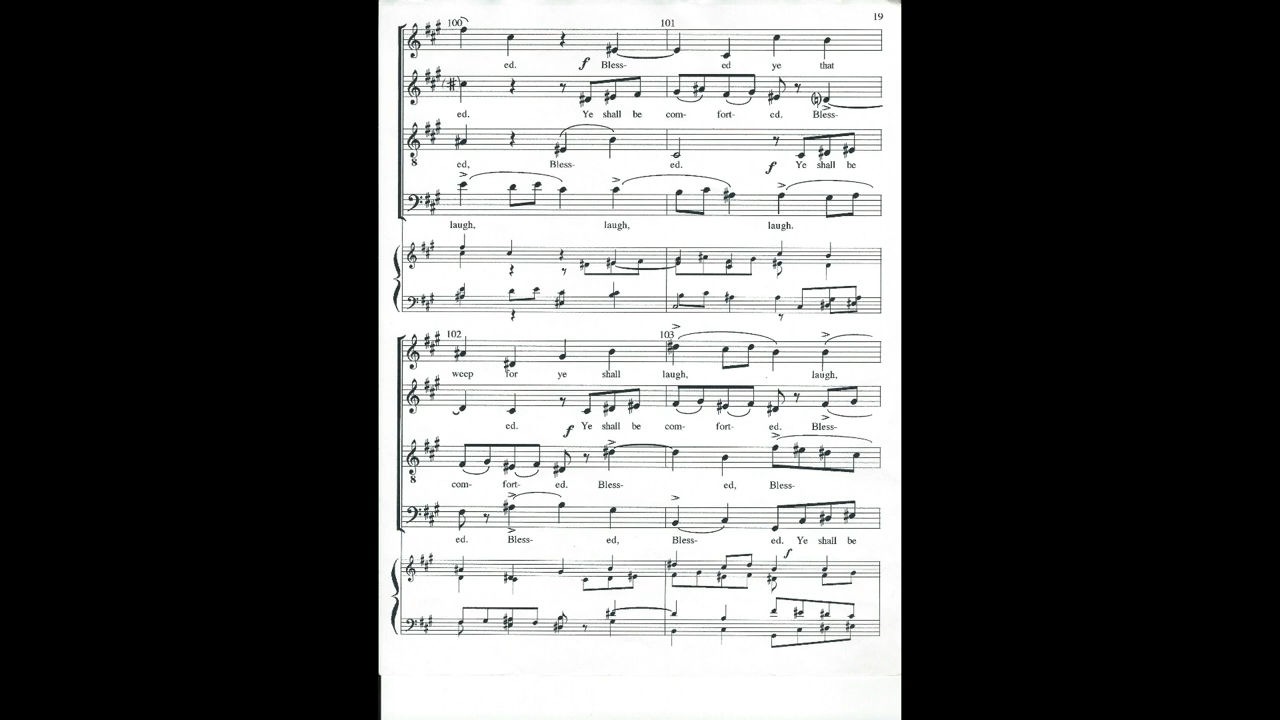 19
100 101
ed. f Bless- ed ye that
ed. Ye shall be com- fort- ed. Bless-
8
ed, Bless- ed. f Ye shall be
laugh, laugh, laugh.
102 103
weep for ye shall laugh, laugh,
ed. f Ye shall be com- fort- ed. Bless-
8
com- fort- ed. Bless- ed, Bless-
ed. Bless- ed, Bless- ed. Ye shall be
f